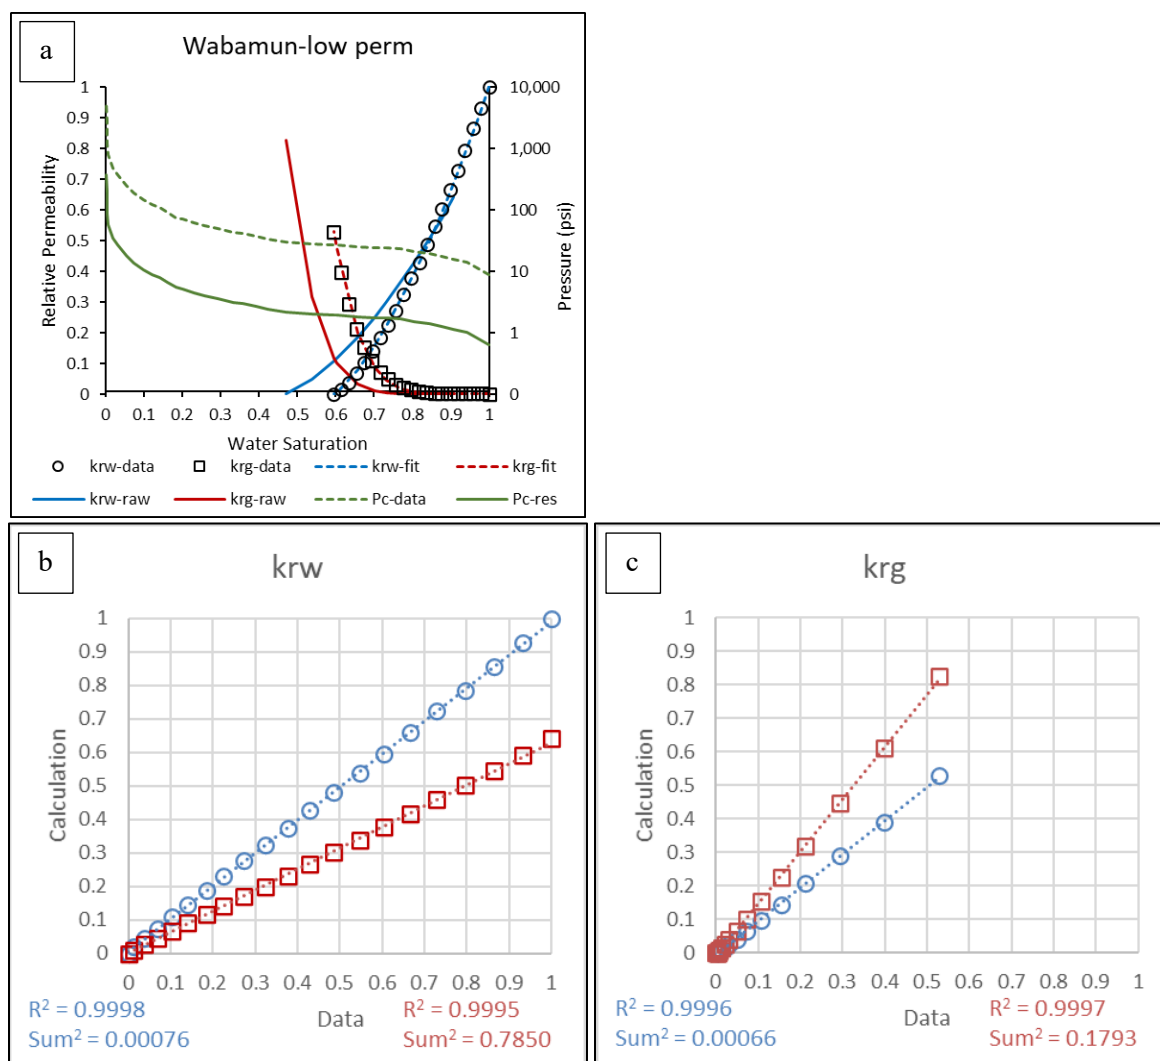 a
Wabamun-low perm
Relative Permeability
1
0.9
0.8
0.7
0.6
0.5
0.4
0.3
0.2
0.1
0
10,000
1,000
100
10
1
0
Pressure (psi)
0 0.1 0.2 0.3 0.4 0.5 0.6 0.7 0.8 0.9 1
Water Saturation
krw-data krg-data krw-fit krg-fit
krw-raw krg-raw Pc-data Pc-res
b
krw
Calculation
1
0.9
0.8
0.7
0.6
0.5
0.4
0.3
0.2
0.1
0
0 0.1 0.2 0.3 0.4 0.5 0.6 0.7 0.8 0.9 1
Data
R² = 0.9998
Sum² = 0.00076
R² = 0.9995
Sum² = 0.7850
c
krg
Calculation
1
0.9
0.8
0.7
0.6
0.5
0.4
0.3
0.2
0.1
0
0 0.1 0.2 0.3 0.4 0.5 0.6 0.7 0.8 0.9 1
Data
R² = 0.9996
Sum² = 0.00066
R² = 0.9997
Sum² = 0.1793